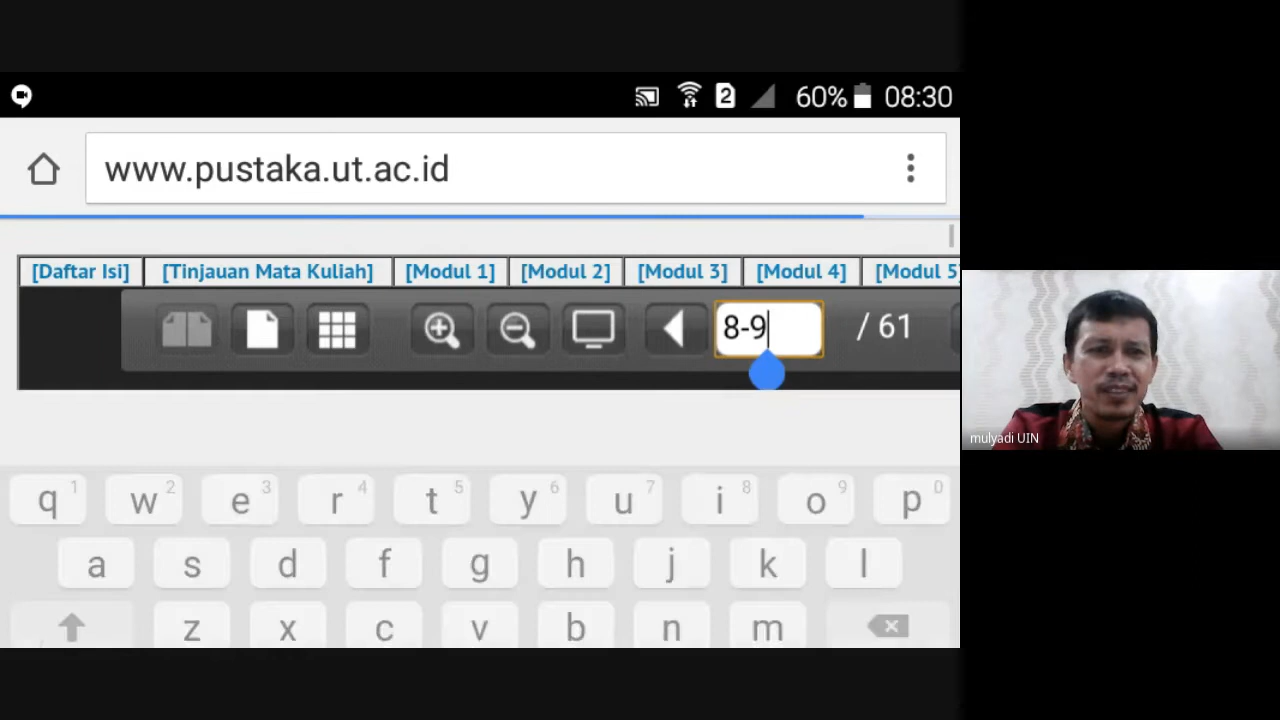 2 60% 08:30
www.pustaka.ut.ac.id
[Daftar Isi] [Tinjauan Mata Kuliah] [Modul 1] [Modul 2] [Modul 3] [Modul 4] [Modul 5]
8-9 / 61
mulyadi UIN
q 1 w 2 e 3 r 4 t 5 y 6 u 7 i 8 o 9 p 0
a s d f g h j k l
z x c v b n m